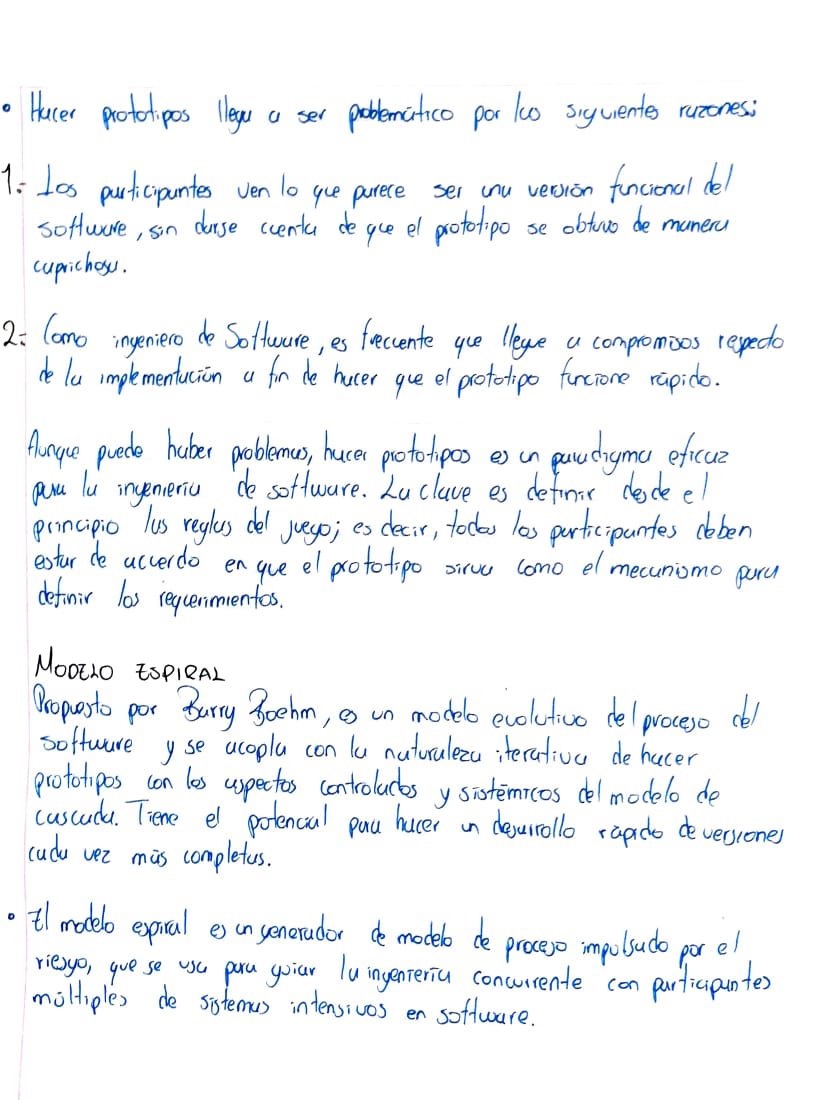 • Hacer prototipos llega a ser problemático por las siguientes razones:
1.- Los participantes ven lo que parece ser una versión funcional del
software, sin darse cuenta de que el prototipo se obtuvo de manera
caprichosa.
2.- Como ingeniero de Software, es frecuente que llegue a compromisos respecto
de la implementación a fin de hacer que el prototipo funcione rápido.
Aunque puede haber problemas, hacer prototipos es un paradigma eficaz
para la ingeniería de software. La clave es definir desde el
principio las reglas del juego; es decir, todos los participantes deben
estar de acuerdo en que el prototipo sirva como el mecanismo para
definir los requerimientos.
MODELO ESPIRAL
Propuesto por Barry Boehm, es un modelo evolutivo del proceso del
software y se acopla con la naturaleza iterativa de hacer
prototipos con los aspectos controlados y sistémicos del modelo de
cascada. Tiene el potencial para hacer un desarrollo rápido de versiones
cada vez más completas.
• El modelo espiral es un generador de modelo de proceso impulsado por el
riesgo, que se usa para guiar la ingeniería concurrente con participantes
múltiples de sistemas intensivos en software.